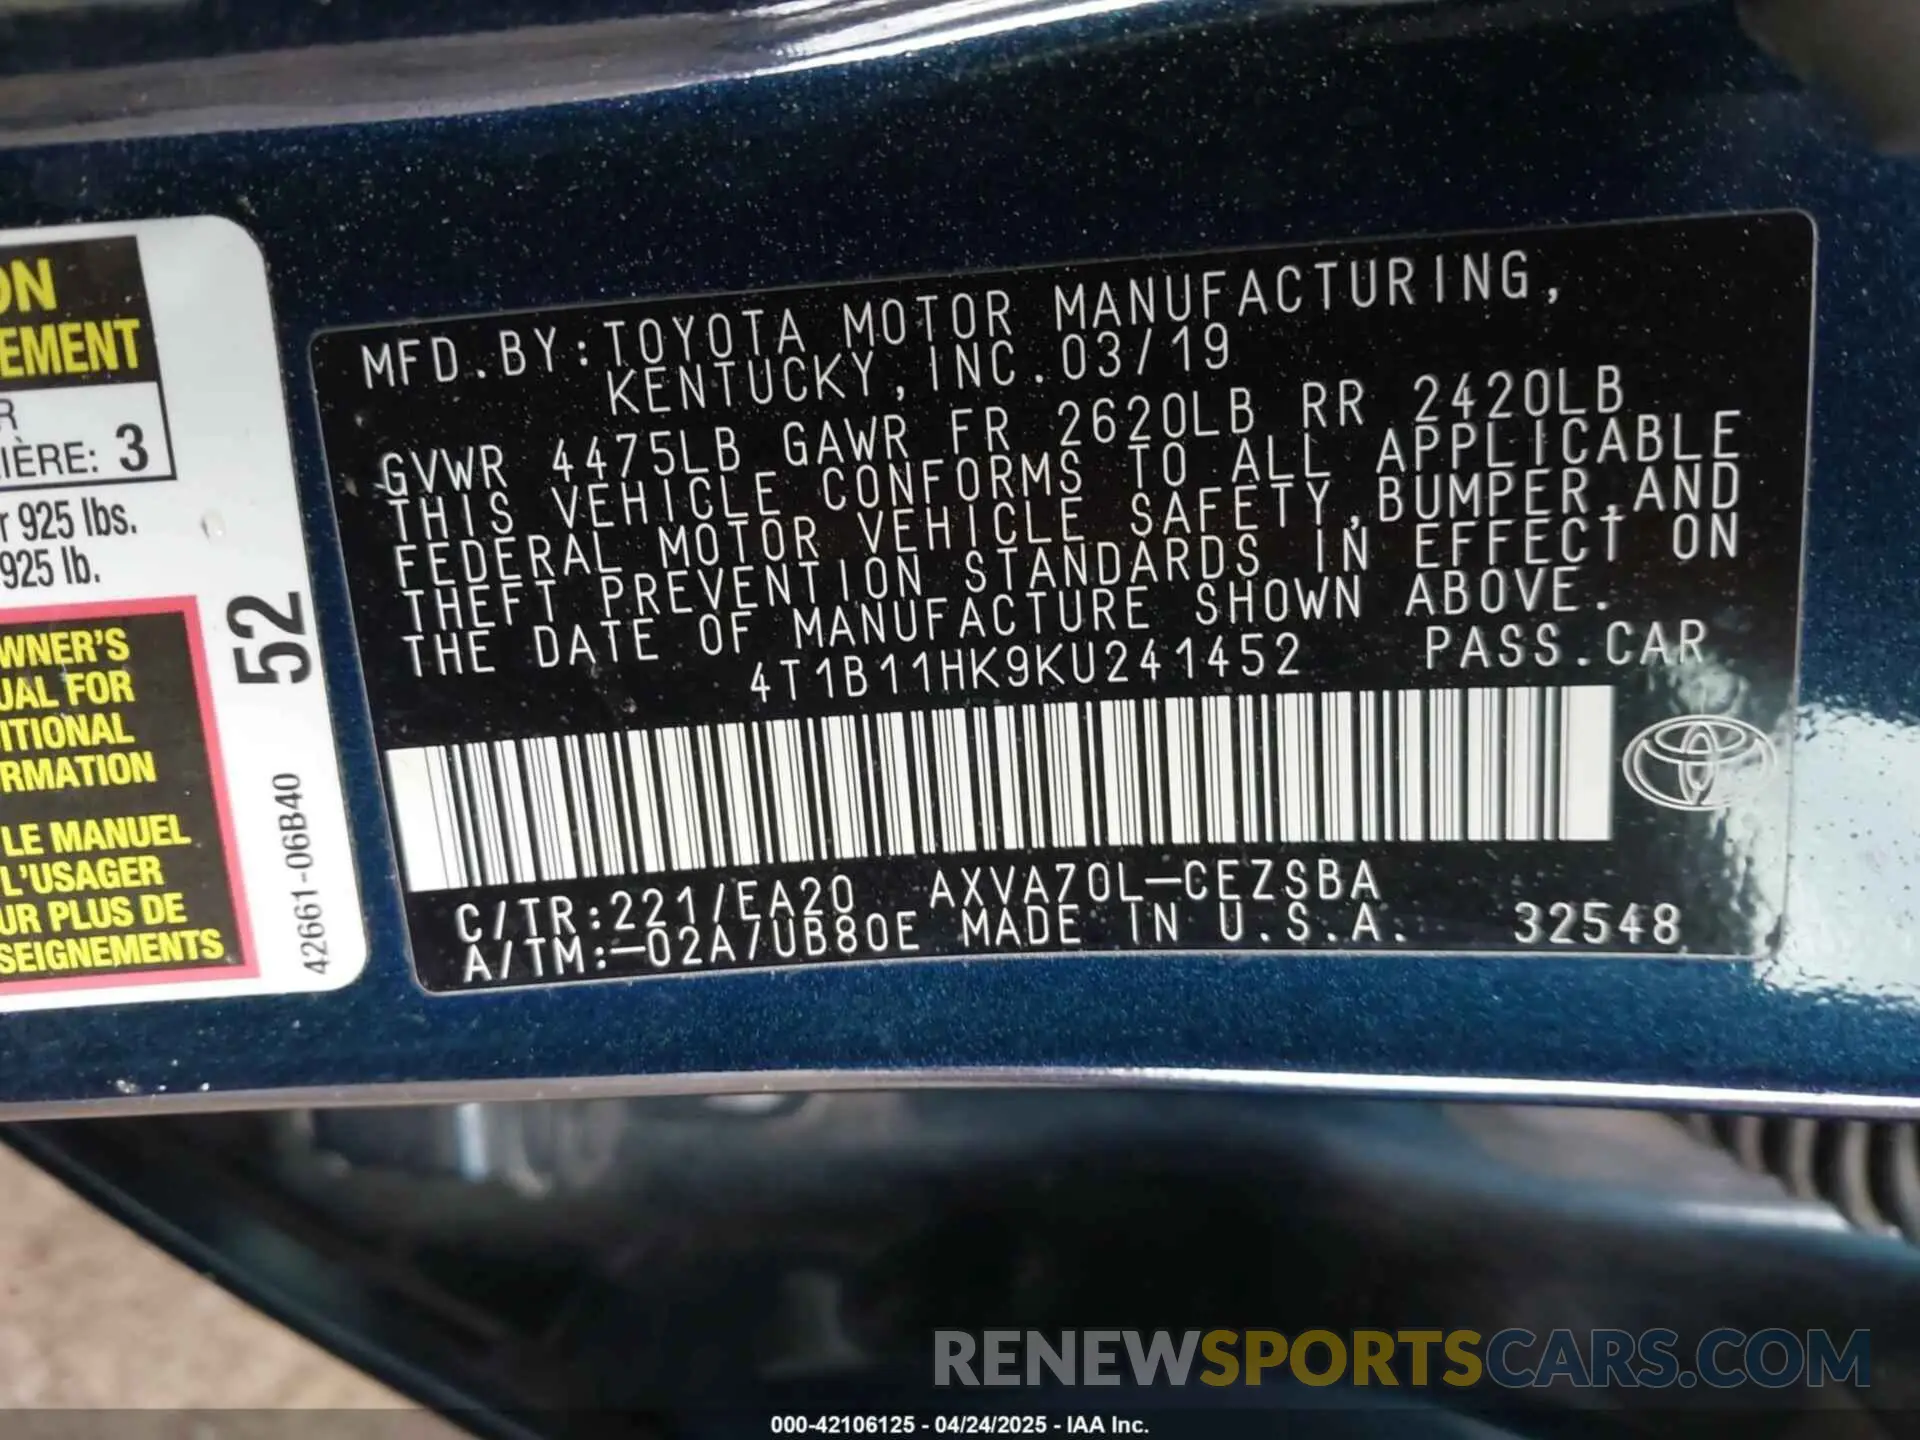 ON
EMENT
R
IÈRE: 3
r 925 lbs.
925 lb.
WNER'S
UAL FOR
ITIONAL
ORMATION
LE MANUEL
L'USAGER
UR PLUS DE
SEIGNEMENTS
52
42661-06B40
MFD.BY:TOYOTA MOTOR MANUFACTURING,
KENTUCKY,INC.03/19
GVWR 4475LB GAWR FR 2620LB RR 2420LB
THIS VEHICLE CONFORMS TO ALL APPLICABLE
FEDERAL MOTOR VEHICLE SAFETY,BUMPER,AND
THEFT PREVENTION STANDARDS IN EFFECT ON
THE DATE OF MANUFACTURE SHOWN ABOVE.
4T1B11HK9KU241452 PASS.CAR
C/TR:221/EA20 AXVA70L-CEZSBA
A/TM:-02A/UB80E MADE IN U.S.A. 32548
RENEWSPORTSCARS.COM
000-42106125 - 04/24/2025 - IAA Inc.